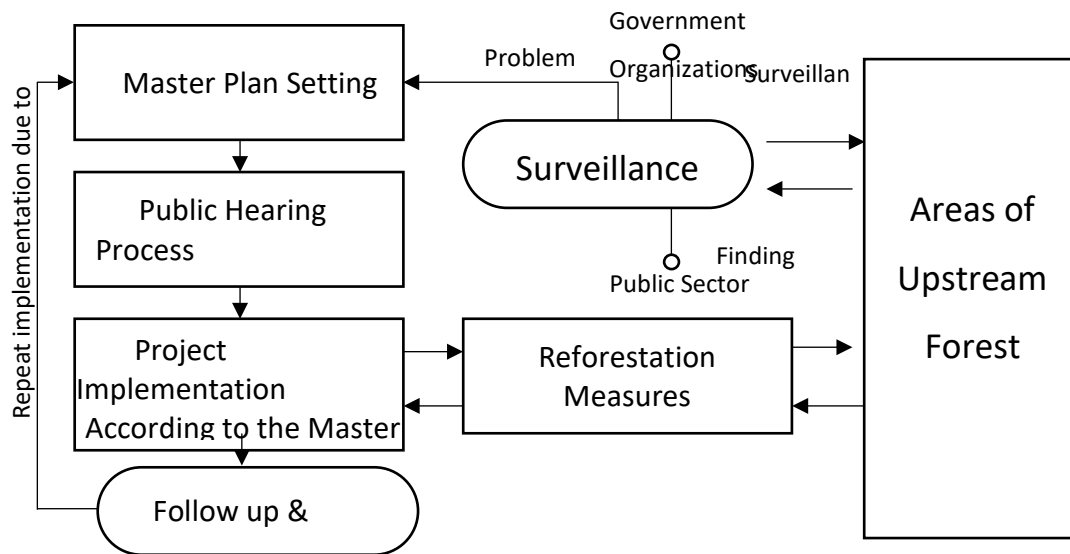 Government
Organizations
Problem
Surveillan
Master Plan Setting
Surveillance
Public Hearing
Process
Finding
Public Sector
Areas of
Upstream
Forest
Project
Implementation
According to the Master
Reforestation
Measures
Follow up &
Repeat implementation due to